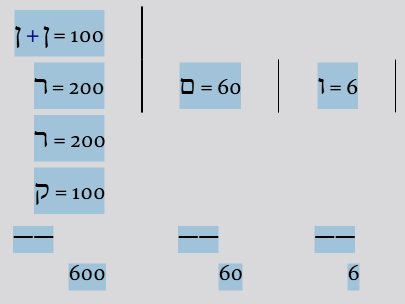 ן + ן = 100
ר = 200 ם = 60 ו = 6
ר = 200
ק = 100
—— —— ——
600 60 6